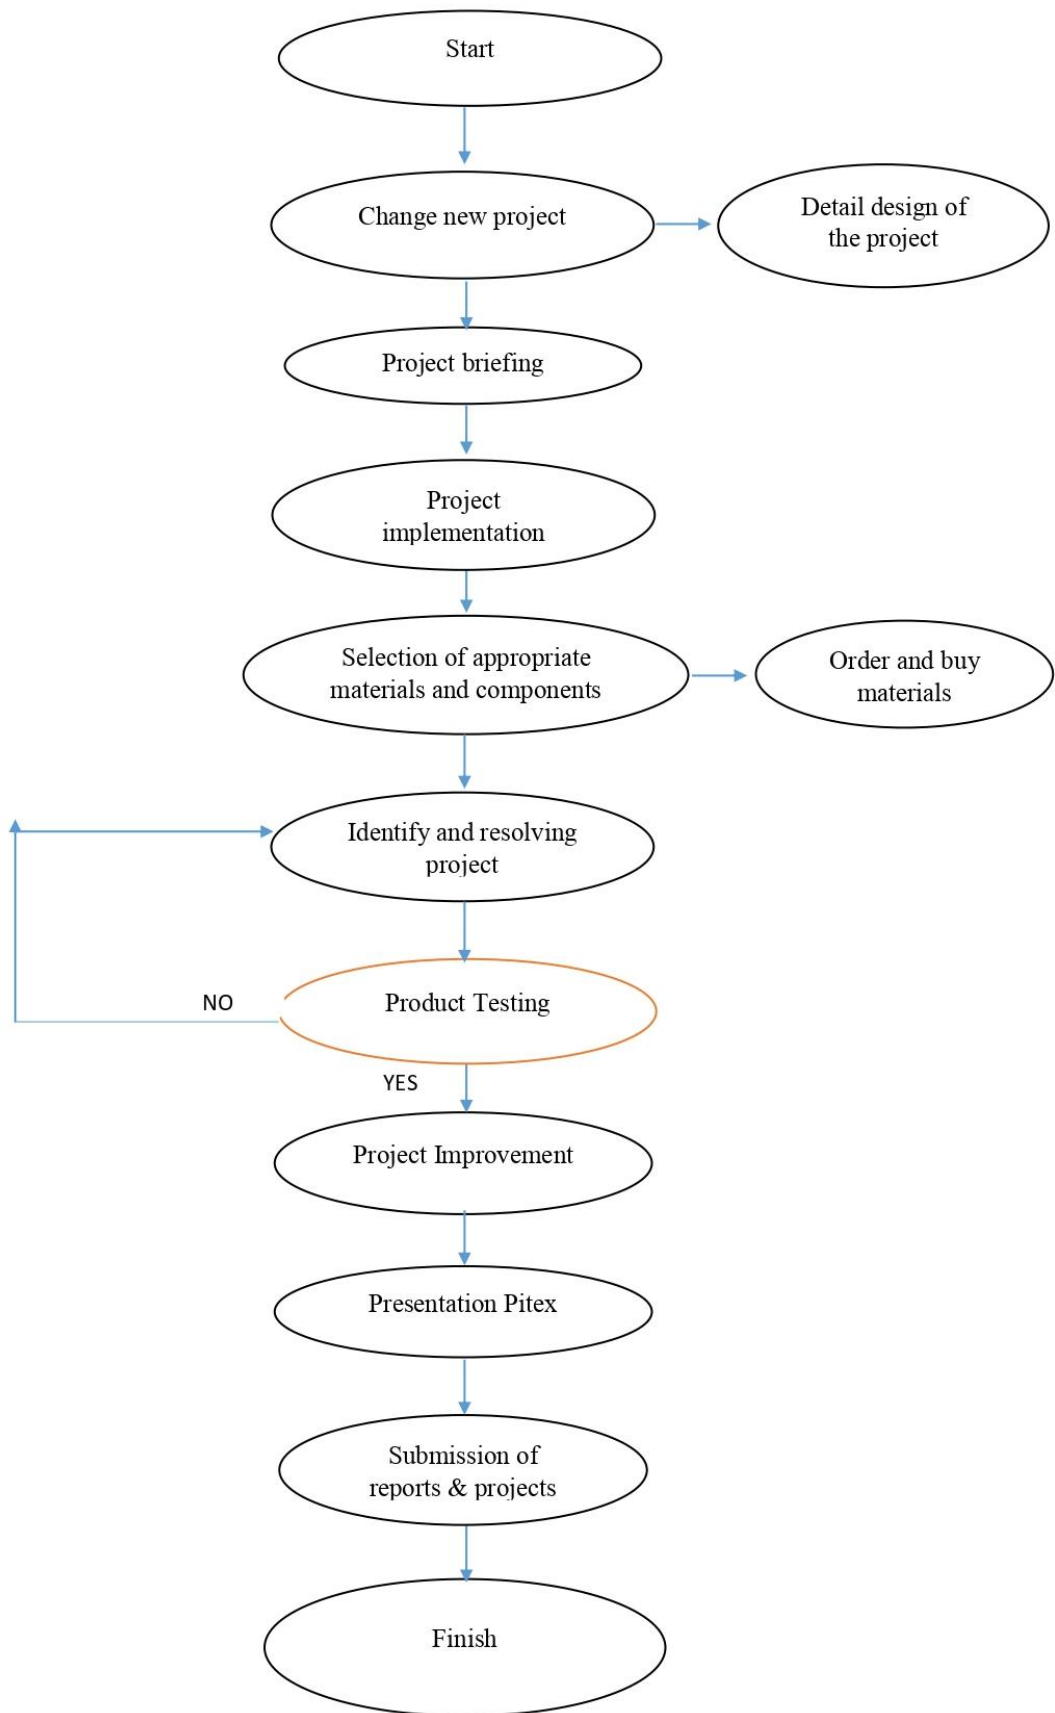 Start
Change new project
Detail design of
the project
Project briefing
Project
implementation
Selection of appropriate
materials and components
Order and buy
materials
Identify and resolving
project
Product Testing
NO
YES
Project Improvement
Presentation Pitex
Submission of
reports & projects
Finish